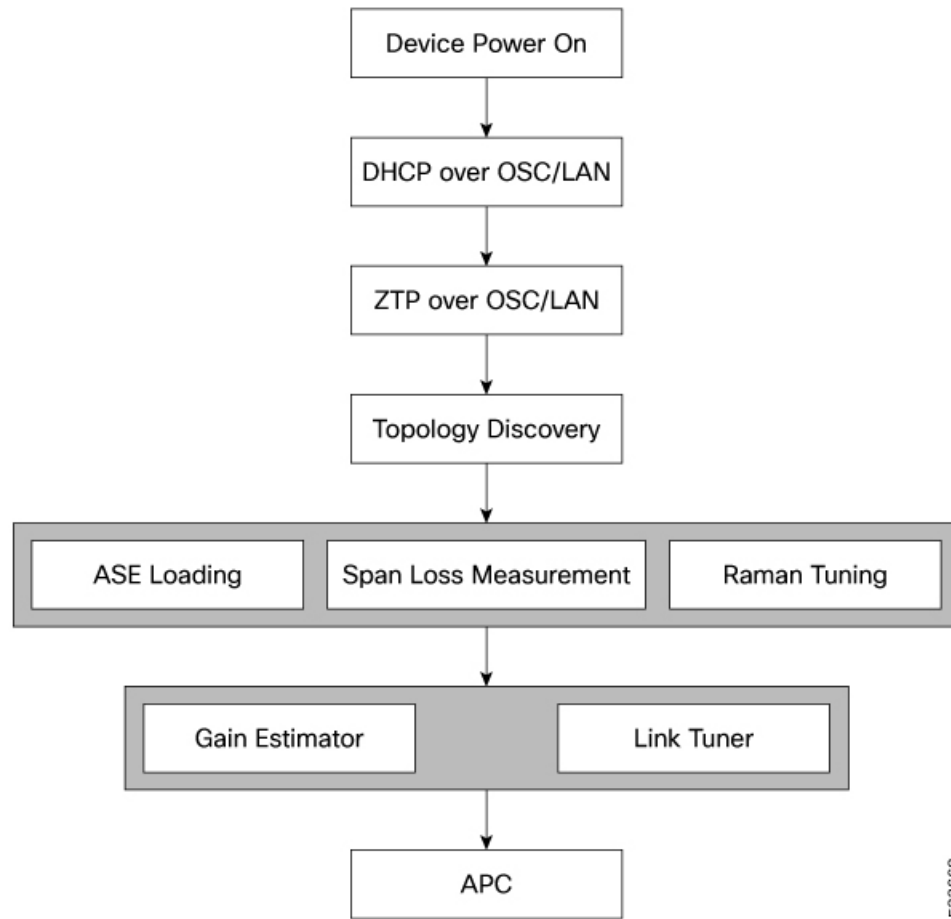 Device Power On
DHCP over OSC/LAN
ZTP over OSC/LAN
Topology Discovery
ASE Loading
Span Loss Measurement
Raman Tuning
Gain Estimator
Link Tuner
APC